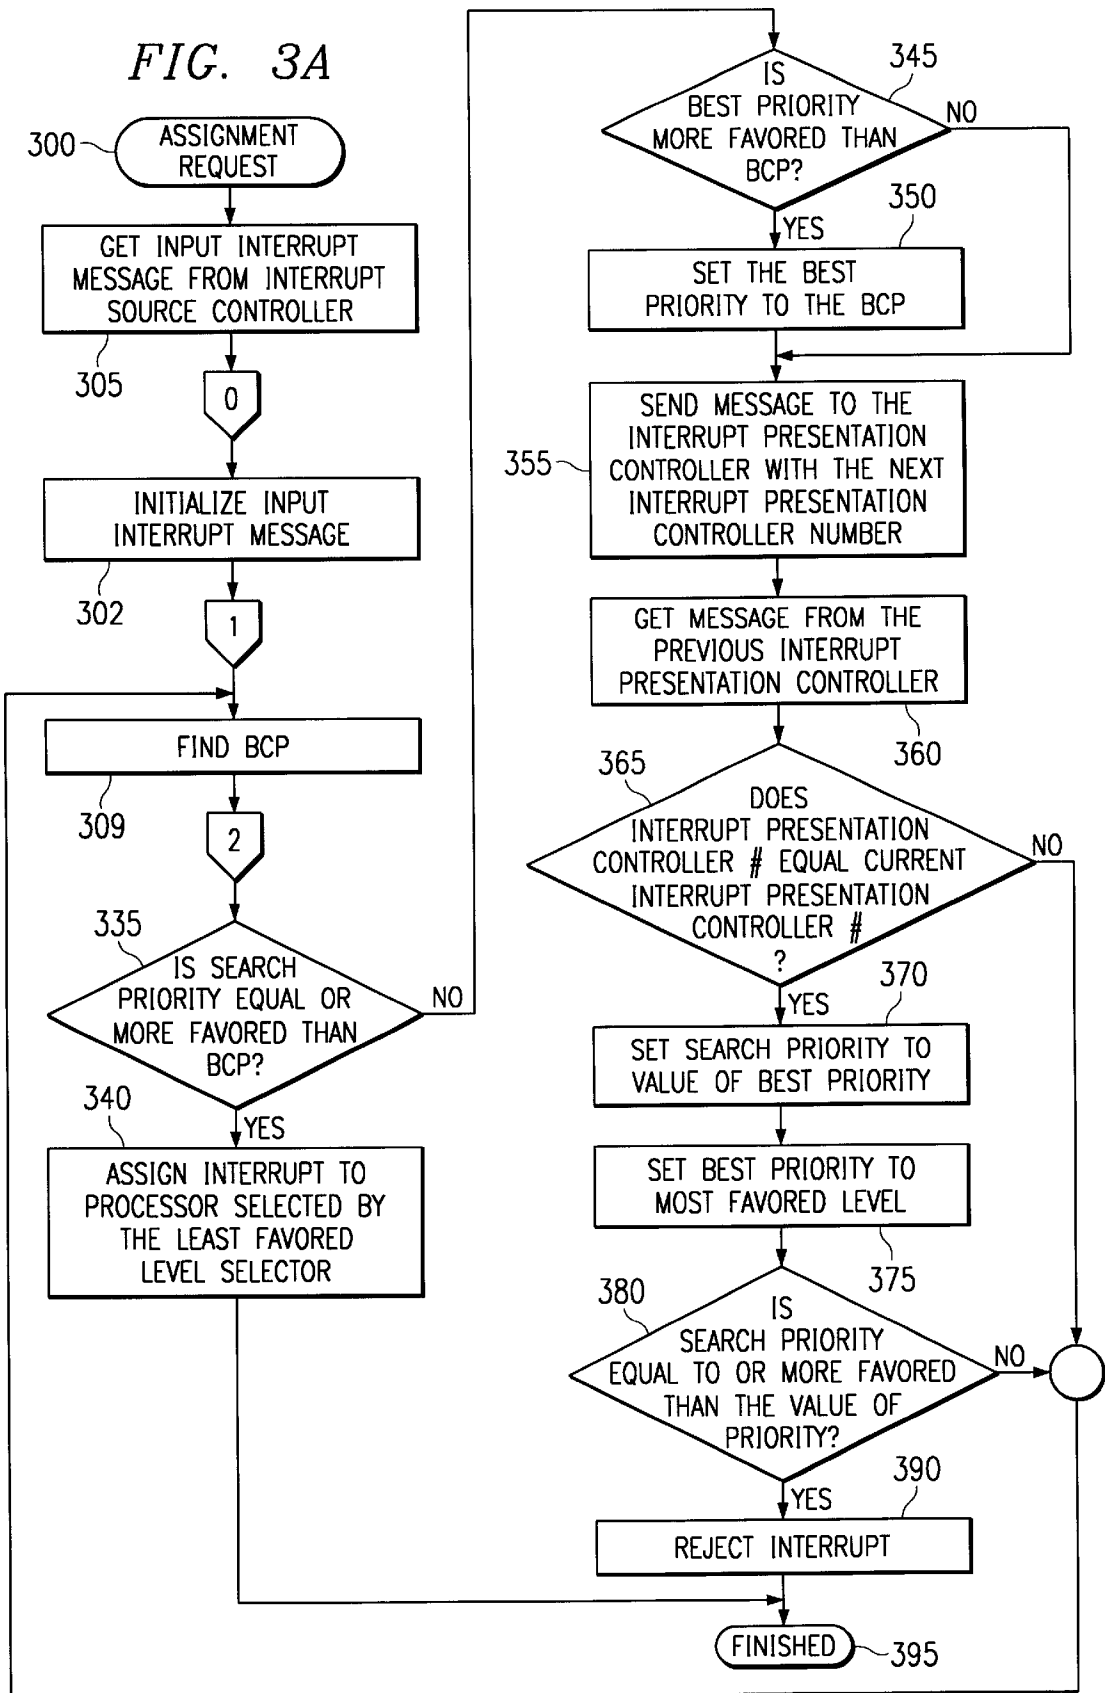 FIG. 3A
300
ASSIGNMENT
REQUEST
GET INPUT INTERRUPT
MESSAGE FROM INTERRUPT
SOURCE CONTROLLER
305
0
INITIALIZE INPUT
INTERRUPT MESSAGE
302
1
FIND BCP
309
2
335
IS SEARCH
PRIORITY EQUAL OR
MORE FAVORED THAN
BCP?
NO
340
YES
ASSIGN INTERRUPT TO
PROCESSOR SELECTED BY
THE LEAST FAVORED
LEVEL SELECTOR
345
IS
BEST PRIORITY
MORE FAVORED THAN
BCP?
NO
YES
350
SET THE BEST
PRIORITY TO THE BCP
355
SEND MESSAGE TO THE
INTERRUPT PRESENTATION
CONTROLLER WITH THE NEXT
INTERRUPT PRESENTATION
CONTROLLER NUMBER
GET MESSAGE FROM THE
PREVIOUS INTERRUPT
PRESENTATION CONTROLLER
360
365
DOES
INTERRUPT PRESENTATION
CONTROLLER # EQUAL CURRENT
INTERRUPT PRESENTATION
CONTROLLER #
?
NO
YES
370
SET SEARCH PRIORITY TO
VALUE OF BEST PRIORITY
SET BEST PRIORITY TO
MOST FAVORED LEVEL
375
380
IS
SEARCH PRIORITY
EQUAL TO OR MORE FAVORED
THAN THE VALUE OF
PRIORITY?
NO
YES
390
REJECT INTERRUPT
FINISHED
395